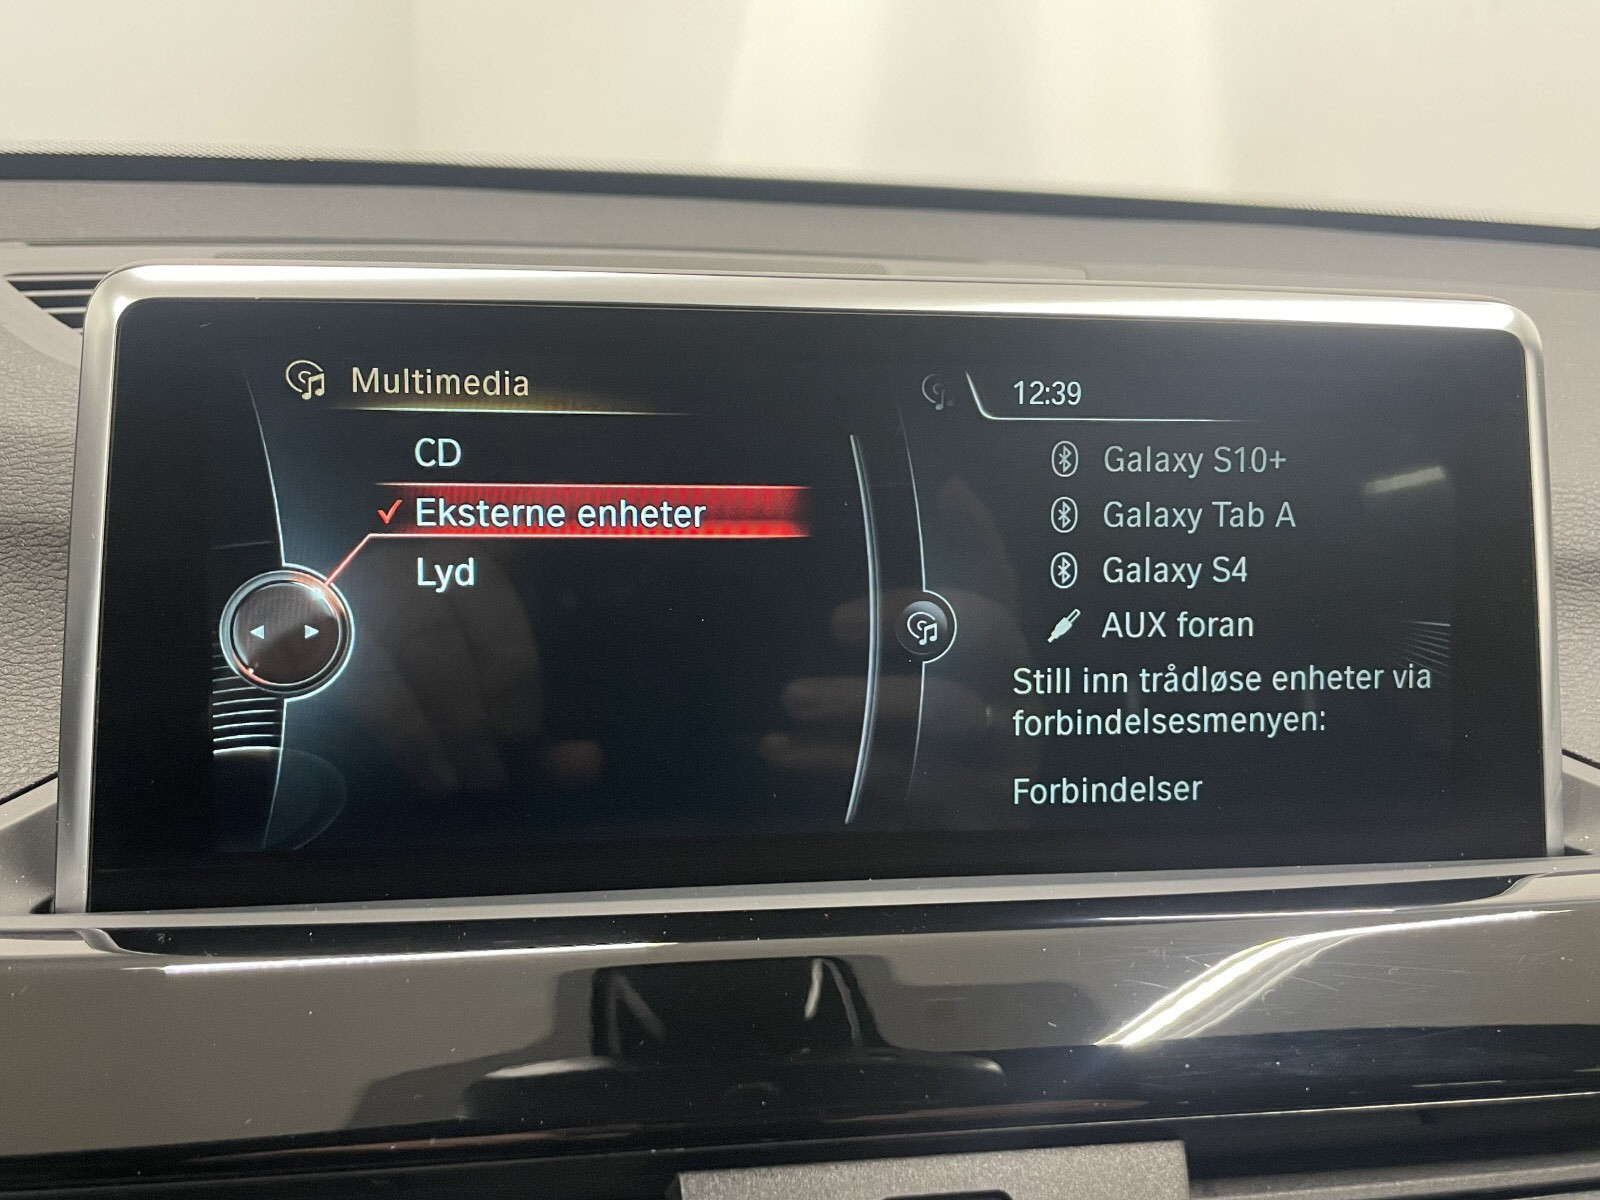 Multimedia
CD
✓ Eksterne enheter
Lyd
12:39
Galaxy S10+
Galaxy Tab A
Galaxy S4
AUX foran
Still inn trådløse enheter via
forbindelsesmenyen:
Forbindelser